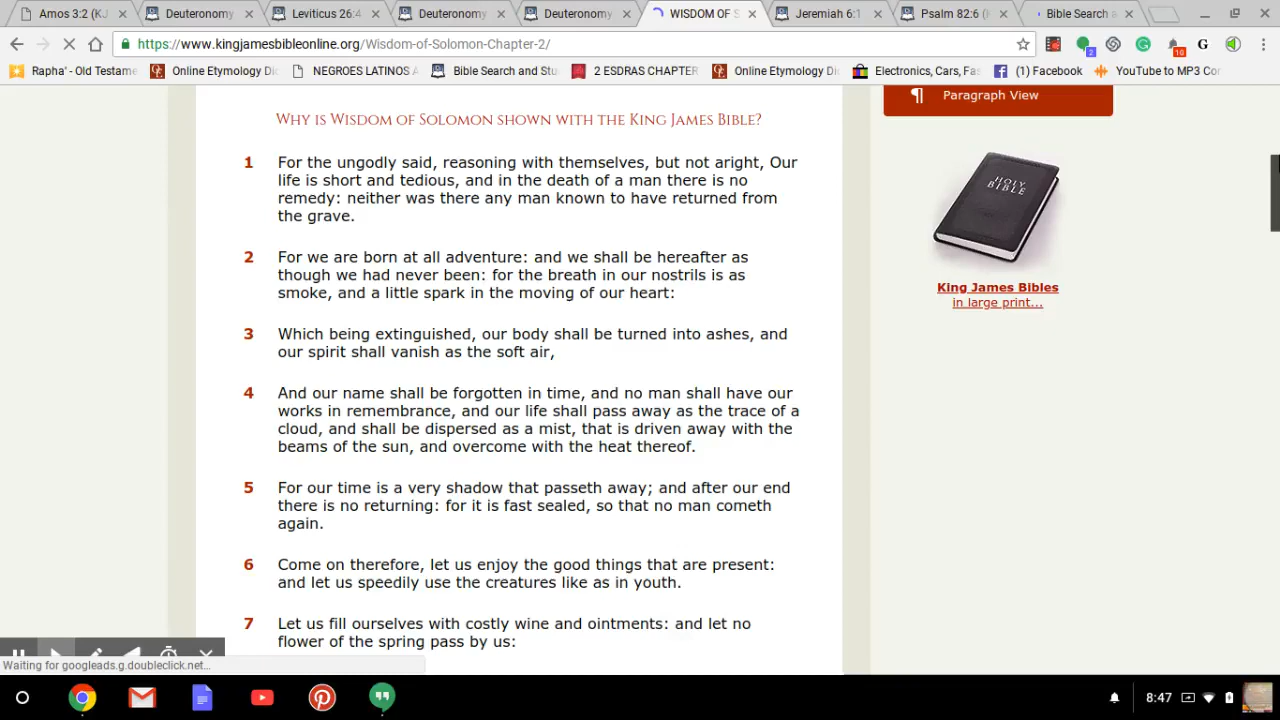 Amos 3:2 (KJ
Deuteronomy
Leviticus 26:4
Deuteronomy
Deuteronomy
WISDOM OF S
Jeremiah 6:1
Psalm 82:6 (
Bible Search a
https://www.kingjamesbibleonline.org/Wisdom-of-Solomon-Chapter-2/
2
10
G
Rapha' - Old Testame
Online Etymology Di
NEGROES LATINOS A
Bible Search and Stu
2 ESDRAS CHAPTER
Online Etymology Di
Electronics, Cars, Fas
(1) Facebook
YouTube to MP3 Con
¶ Paragraph View
WHY IS WISDOM OF SOLOMON SHOWN WITH THE KING JAMES BIBLE?
1 For the ungodly said, reasoning with themselves, but not aright, Our
life is short and tedious, and in the death of a man there is no
remedy: neither was there any man known to have returned from
the grave.
2 For we are born at all adventure: and we shall be hereafter as
though we had never been: for the breath in our nostrils is as
smoke, and a little spark in the moving of our heart:
3 Which being extinguished, our body shall be turned into ashes, and
our spirit shall vanish as the soft air,
4 And our name shall be forgotten in time, and no man shall have our
works in remembrance, and our life shall pass away as the trace of a
cloud, and shall be dispersed as a mist, that is driven away with the
beams of the sun, and overcome with the heat thereof.
5 For our time is a very shadow that passeth away; and after our end
there is no returning: for it is fast sealed, so that no man cometh
again.
6 Come on therefore, let us enjoy the good things that are present:
and let us speedily use the creatures like as in youth.
7 Let us fill ourselves with costly wine and ointments: and let no
flower of the spring pass by us:
HOLY
BIBLE
King James Bibles
in large print...
Waiting for googleads.g.doubleclick.net...
8:47